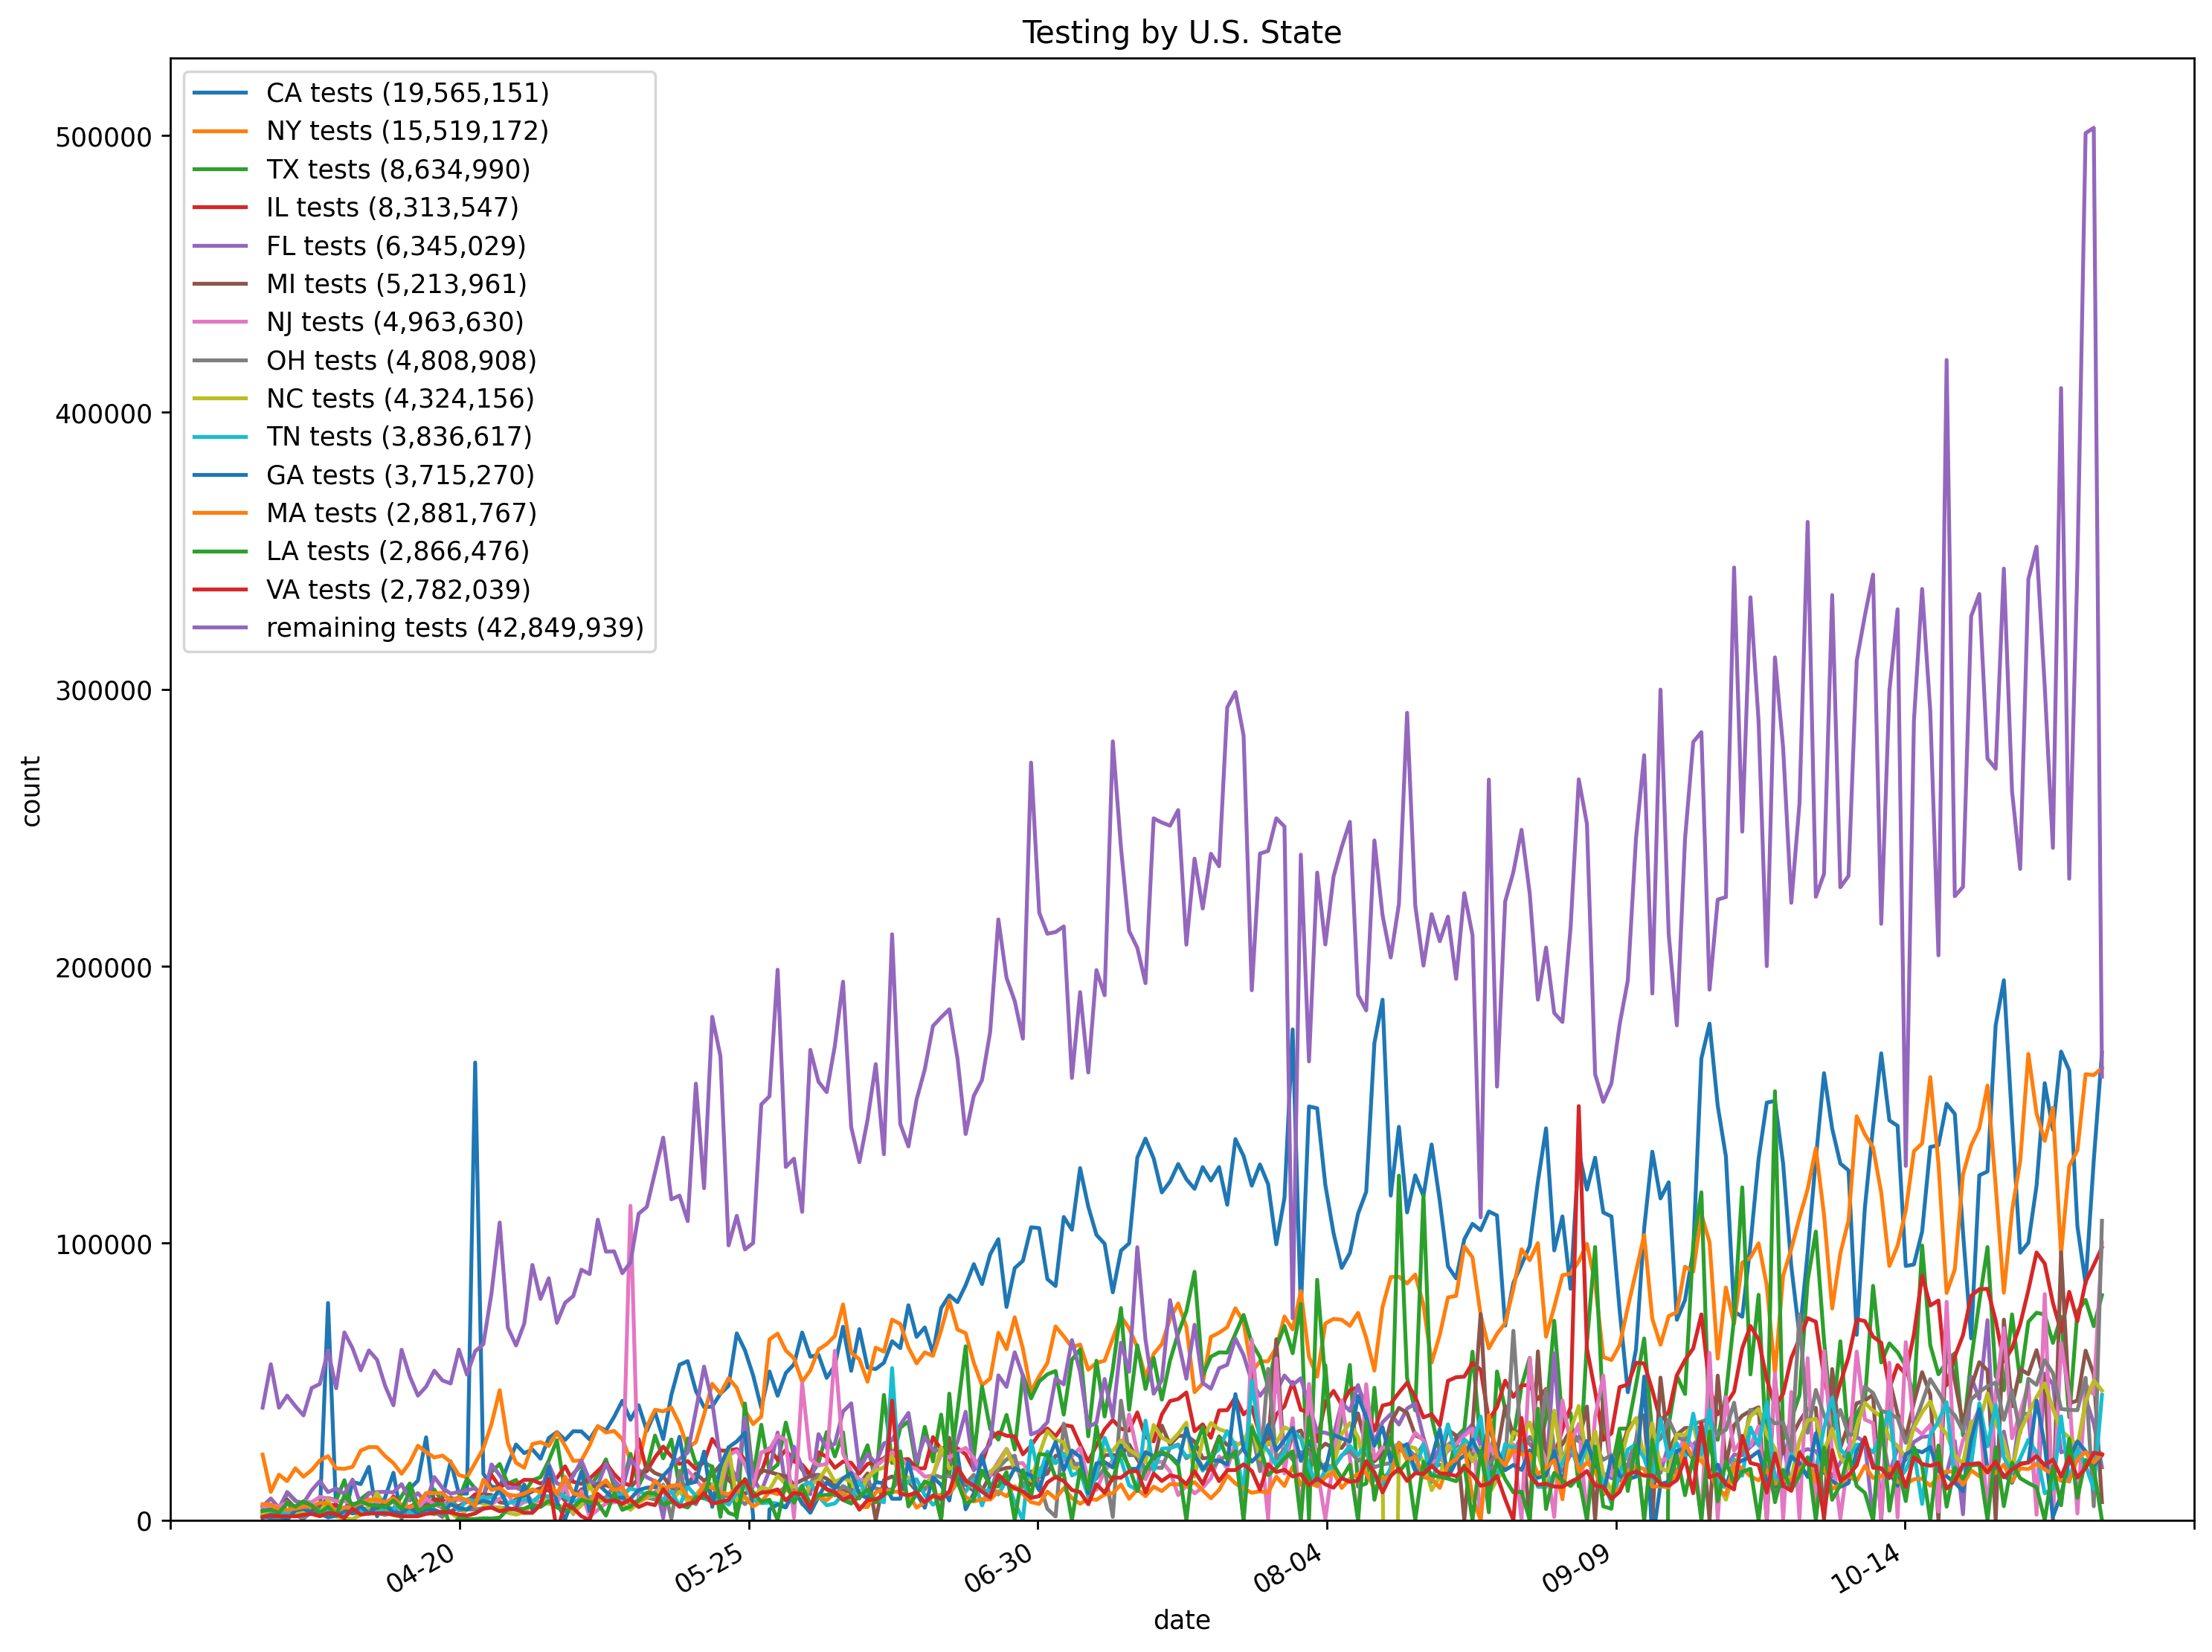 Testing by U.S. State
CA tests (19,565,151)
NY tests (15,519,172)
TX tests (8,634,990)
IL tests (8,313,547)
FL tests (6,345,029)
MI tests (5,213,961)
NJ tests (4,963,630)
OH tests (4,808,908)
NC tests (4,324,156)
TN tests (3,836,617)
GA tests (3,715,270)
MA tests (2,881,767)
LA tests (2,866,476)
VA tests (2,782,039)
remaining tests (42,849,939)
500000
400000
300000
200000
100000
0
count
04-20
05-25
06-30
08-04
09-09
10-14
date